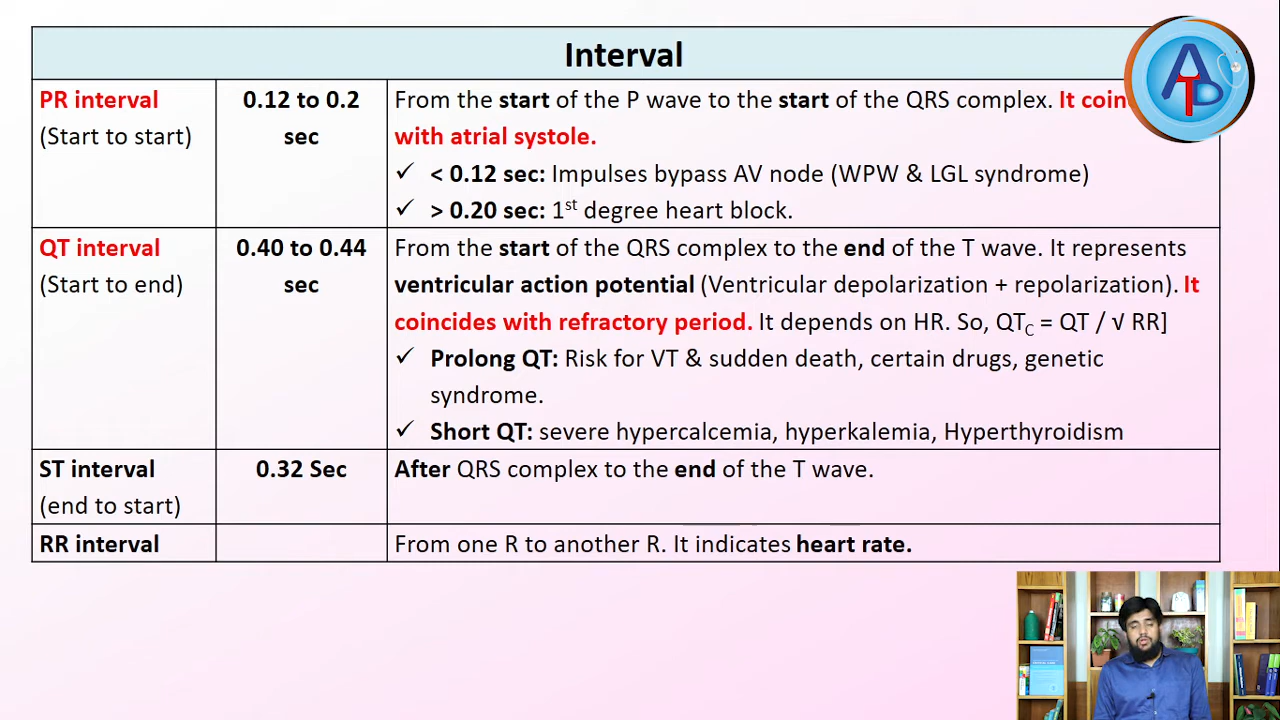 Interval
PR interval
(Start to start)
0.12 to 0.2
sec
From the start of the P wave to the start of the QRS complex. It coin
with atrial systole.
✓ < 0.12 sec: Impulses bypass AV node (WPW & LGL syndrome)
✓ > 0.20 sec: 1st degree heart block.
QT interval
(Start to end)
0.40 to 0.44
sec
From the start of the QRS complex to the end of the T wave. It represents
ventricular action potential (Ventricular depolarization + repolarization). It
coincides with refractory period. It depends on HR. So, QTC = QT / √ RR]
✓ Prolong QT: Risk for VT & sudden death, certain drugs, genetic
syndrome.
✓ Short QT: severe hypercalcemia, hyperkalemia, Hyperthyroidism
ST interval
(end to start)
0.32 Sec
After QRS complex to the end of the T wave.
RR interval
From one R to another R. It indicates heart rate.
ATB